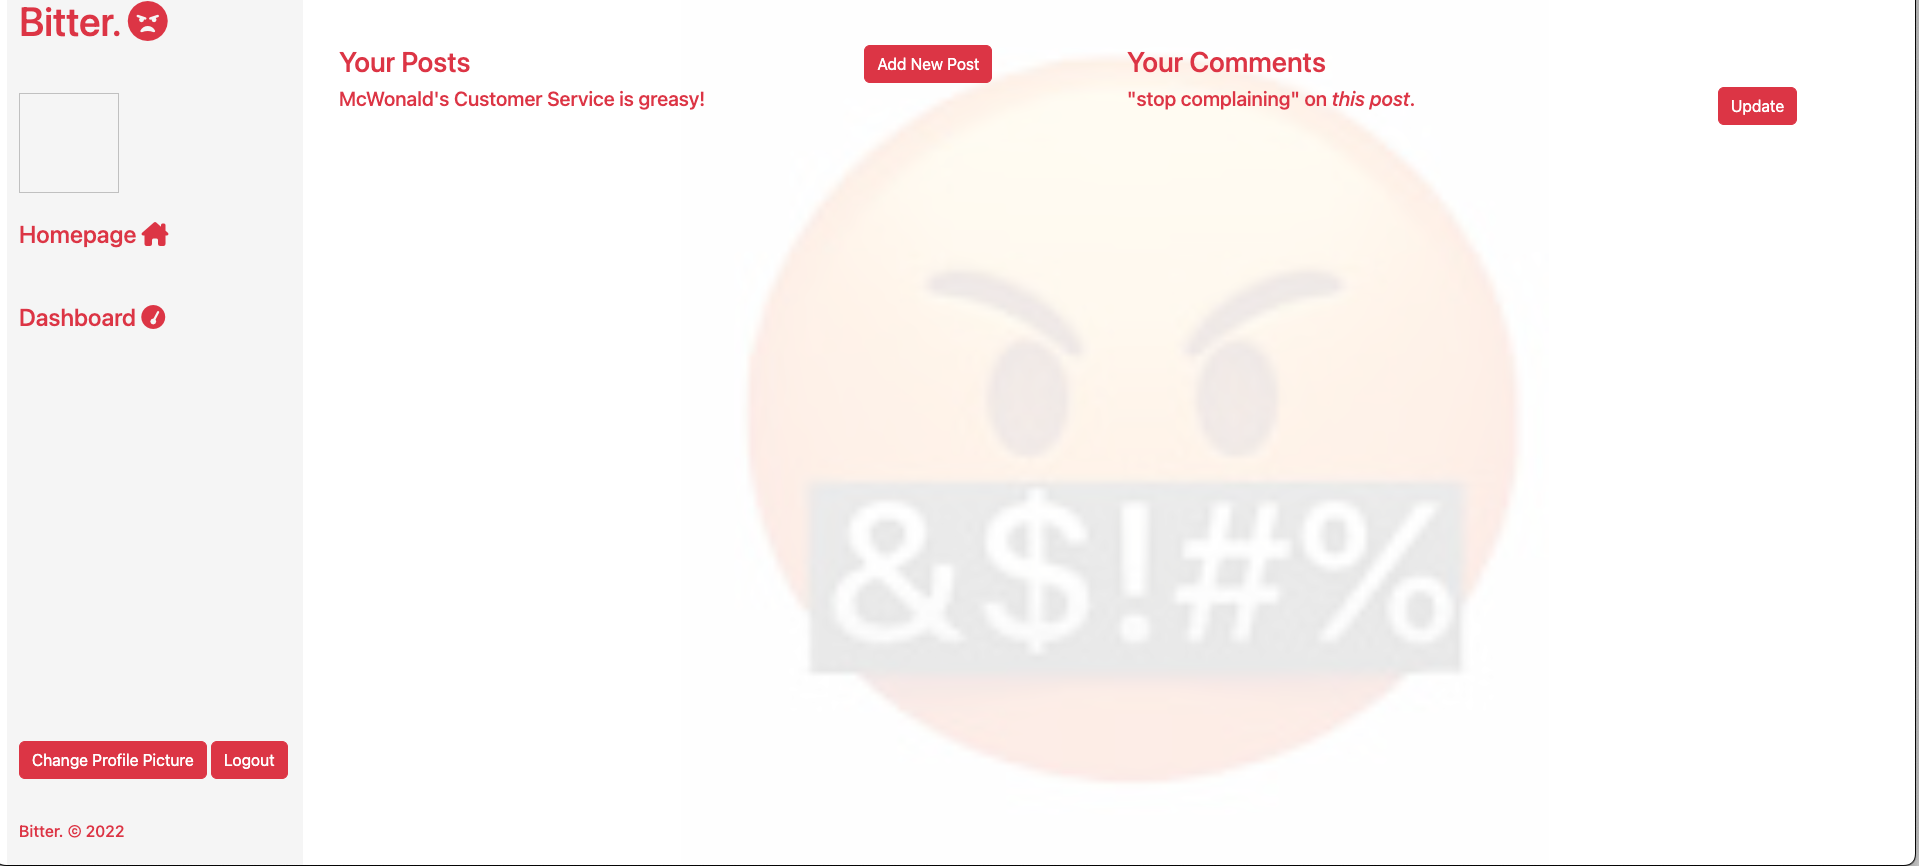 Bitter.
Homepage
Dashboard
Change Profile Picture
Logout
Bitter. © 2022
Your Posts
Add New Post
McWonald's Customer Service is greasy!
Your Comments
"stop complaining" on this post.
Update
&$!#%